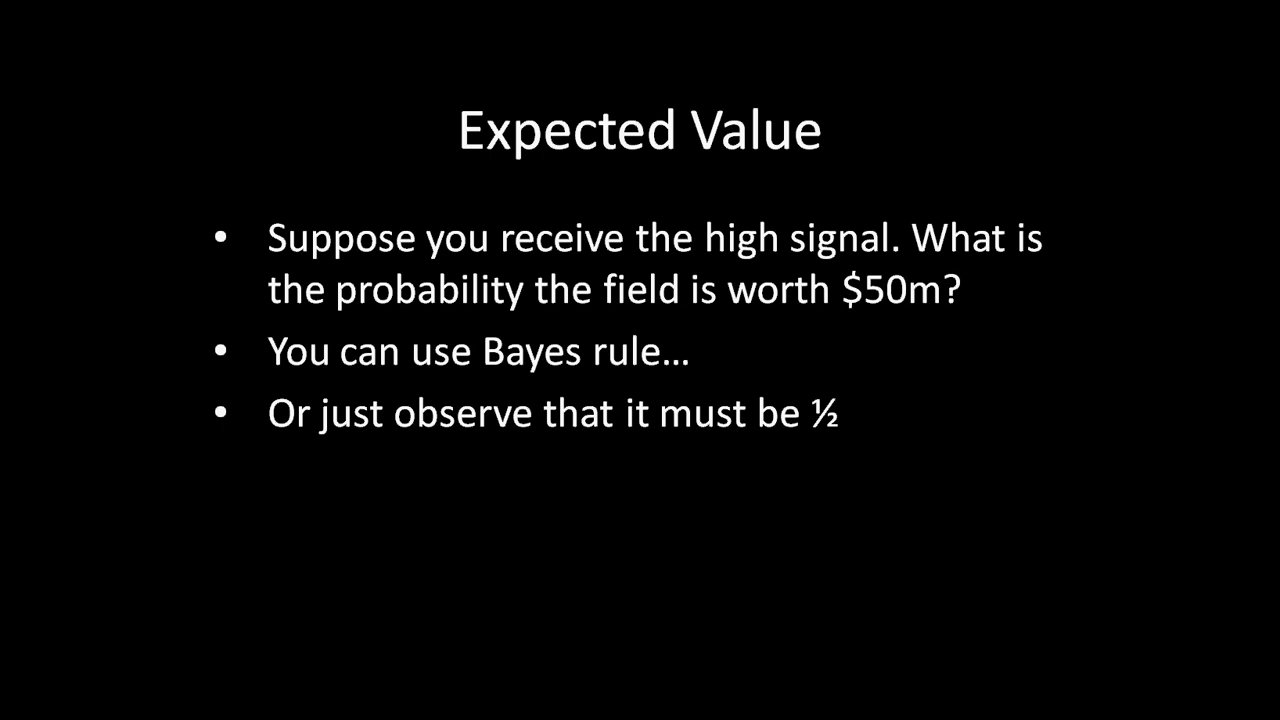 Expected Value
• Suppose you receive the high signal. What is
the probability the field is worth $50m?
• You can use Bayes rule…
• Or just observe that it must be ½